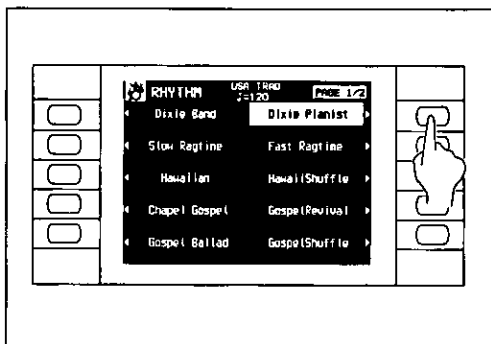 RHYTHM USA TRAD ♩=120 PAGE 1/2
Dixie Band Dixie Pianist
Slow Ragtime Fast Ragtime
Hawaiian HawaiiShuffle
Chapel Gospel GospelRevival
Gospel Ballad GospelShuffle